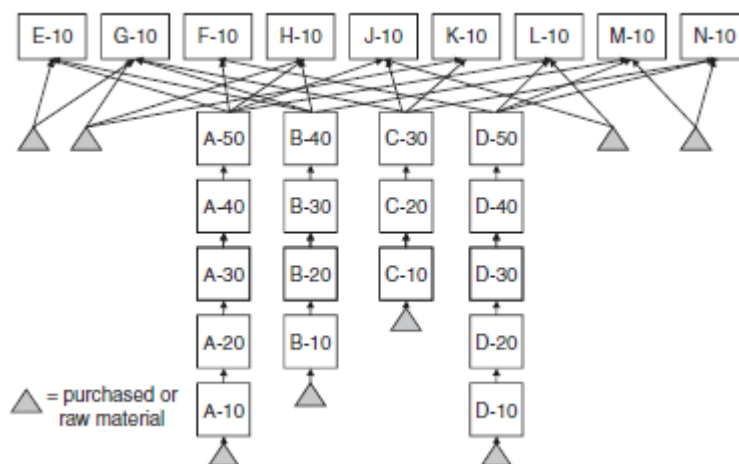 E-10 G-10 F-10 H-10 J-10 K-10 L-10 M-10 N-10
A-50 B-40 C-30 D-50
A-40 B-30 C-20 D-40
A-30 B-20 C-10 D-30
A-20 B-10 D-20
= purchased or
raw material
A-10 D-10